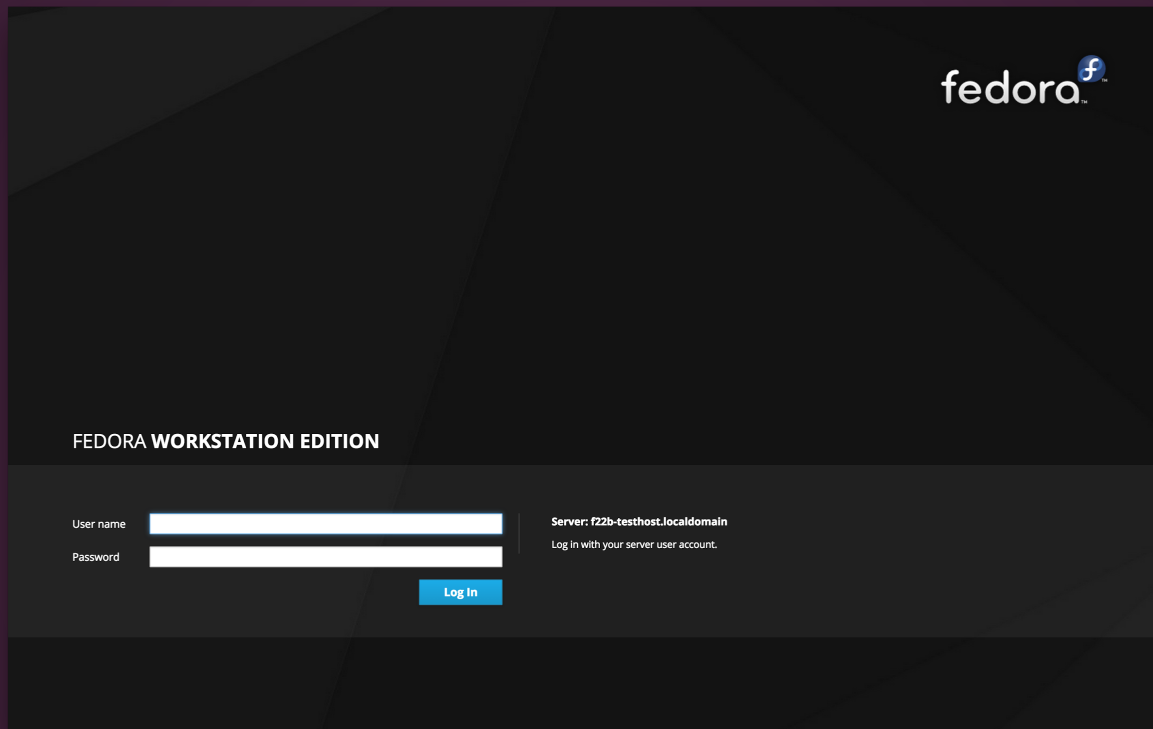 fedora
FEDORA WORKSTATION EDITION
User name
Password
Log In
Server: f22b-testhost.localdomain
Log in with your server user account.